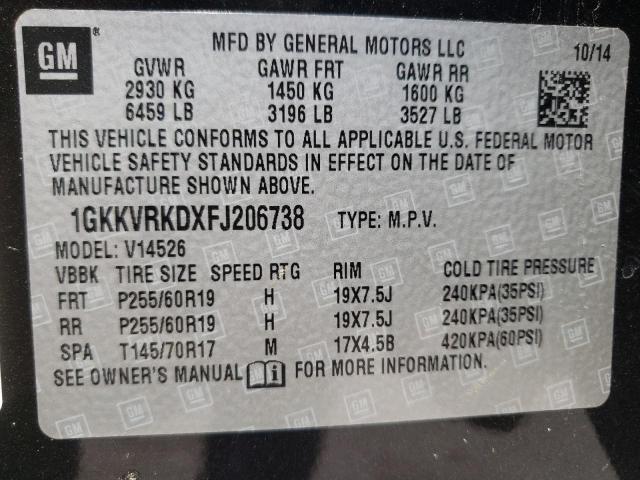 GM
MFD BY GENERAL MOTORS LLC 10/14
GVWR GAWR FRT GAWR RR
2930 KG 1450 KG 1600 KG
6459 LB 3196 LB 3527 LB
THIS VEHICLE CONFORMS TO ALL APPLICABLE U.S. FEDERAL MOTOR
VEHICLE SAFETY STANDARDS IN EFFECT ON THE DATE OF
MANUFACTURE SHOWN ABOVE.
1GKKVRKDXFJ206738 TYPE: M.P.V.
MODEL: V14526
VBBK TIRE SIZE SPEED RTG RIM COLD TIRE PRESSURE
FRT P255/60R19 H 19X7.5J 240KPA(35PSI)
RR P255/60R19 H 19X7.5J 240KPA(35PSI)
SPA T145/70R17 M 17X4.5B 420KPA(60PSI)
SEE OWNER'S MANUAL i FOR MORE INFORMATION.